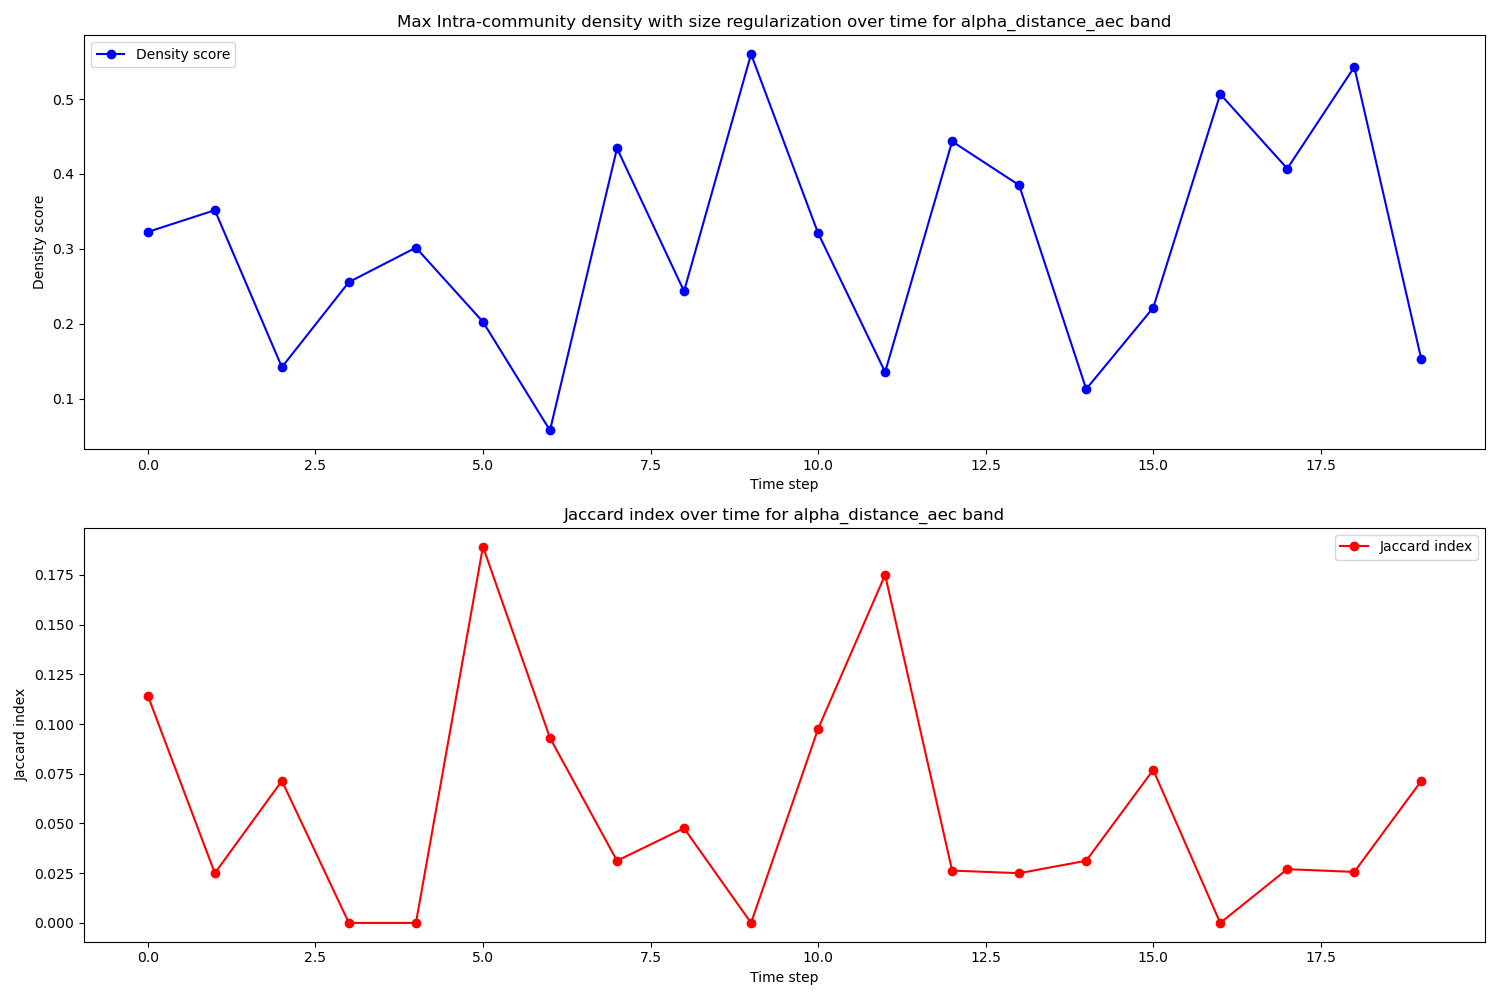 Max Intra-community density with size regularization over time for alpha_distance_aec band
Density score
Density score
0.5
0.4
0.3
0.2
0.1
0.0 2.5 5.0 7.5 10.0 12.5 15.0 17.5
Time step
Jaccard index over time for alpha_distance_aec band
Jaccard index
Jaccard index
0.175
0.150
0.125
0.100
0.075
0.050
0.025
0.000
0.0 2.5 5.0 7.5 10.0 12.5 15.0 17.5
Time step